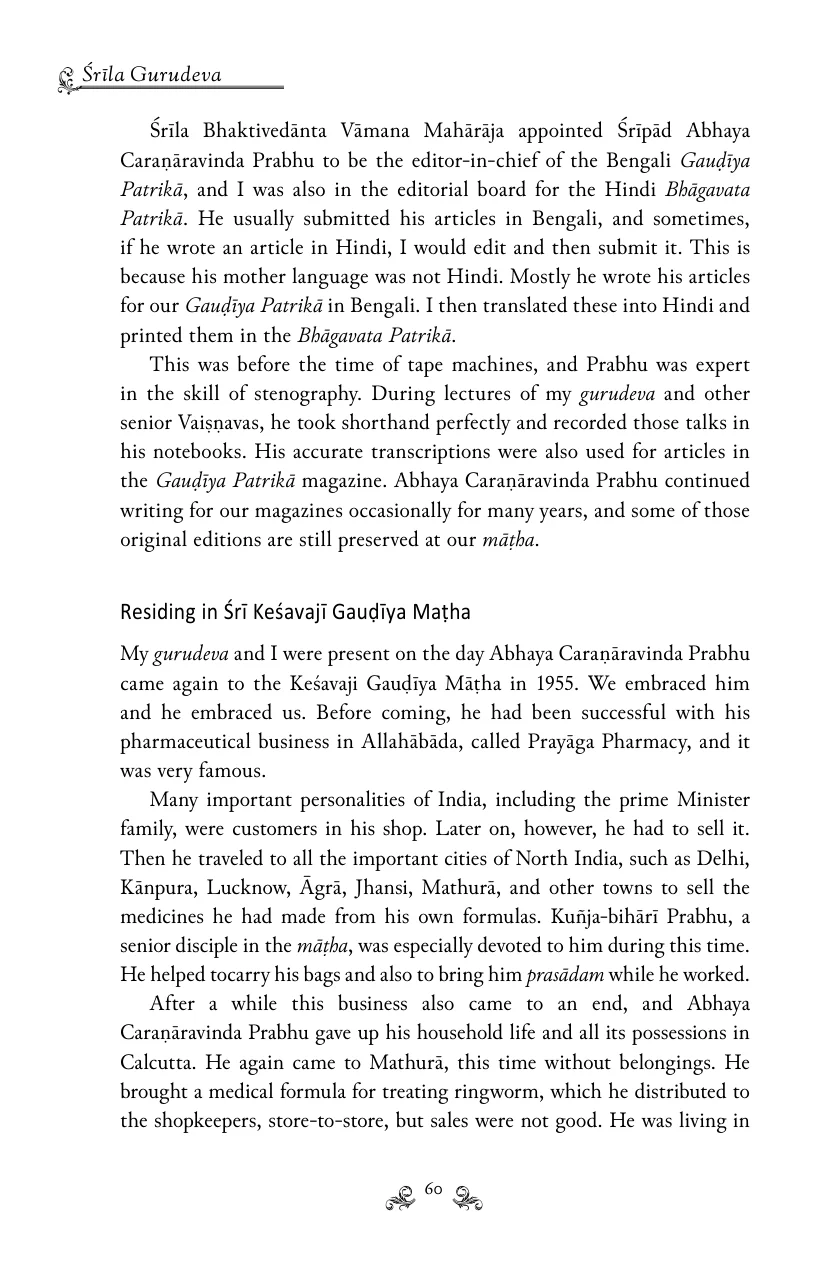 Śrīla Gurudeva
Śrīla Bhaktivedānta Vāmana Mahārāja appointed Śrīpād Abhaya
Caraṇāravinda Prabhu to be the editor-in-chief of the Bengali Gauḍīya
Patrikā, and I was also in the editorial board for the Hindi Bhāgavata
Patrikā. He usually submitted his articles in Bengali, and sometimes,
if he wrote an article in Hindi, I would edit and then submit it. This is
because his mother language was not Hindi. Mostly he wrote his articles
for our Gauḍīya Patrikā in Bengali. I then translated these into Hindi and
printed them in the Bhāgavata Patrikā.
This was before the time of tape machines, and Prabhu was expert
in the skill of stenography. During lectures of my gurudeva and other
senior Vaiṣṇavas, he took shorthand perfectly and recorded those talks in
his notebooks. His accurate transcriptions were also used for articles in
the Gauḍīya Patrikā magazine. Abhaya Caraṇāravinda Prabhu continued
writing for our magazines occasionally for many years, and some of those
original editions are still preserved at our māṭha.
Residing in Śrī Keśavajī Gauḍīya Maṭha
My gurudeva and I were present on the day Abhaya Caraṇāravinda Prabhu
came again to the Keśavaji Gauḍīya Māṭha in 1955. We embraced him
and he embraced us. Before coming, he had been successful with his
pharmaceutical business in Allahābāda, called Prayāga Pharmacy, and it
was very famous.
Many important personalities of India, including the prime Minister
family, were customers in his shop. Later on, however, he had to sell it.
Then he traveled to all the important cities of North India, such as Delhi,
Kānpura, Lucknow, Āgrā, Jhansi, Mathurā, and other towns to sell the
medicines he had made from his own formulas. Kuñja-bihārī Prabhu, a
senior disciple in the māṭha, was especially devoted to him during this time.
He helped tocarry his bags and also to bring him prasādam while he worked.
After a while this business also came to an end, and Abhaya
Caraṇāravinda Prabhu gave up his household life and all its possessions in
Calcutta. He again came to Mathurā, this time without belongings. He
brought a medical formula for treating ringworm, which he distributed to
the shopkeepers, store-to-store, but sales were not good. He was living in
60